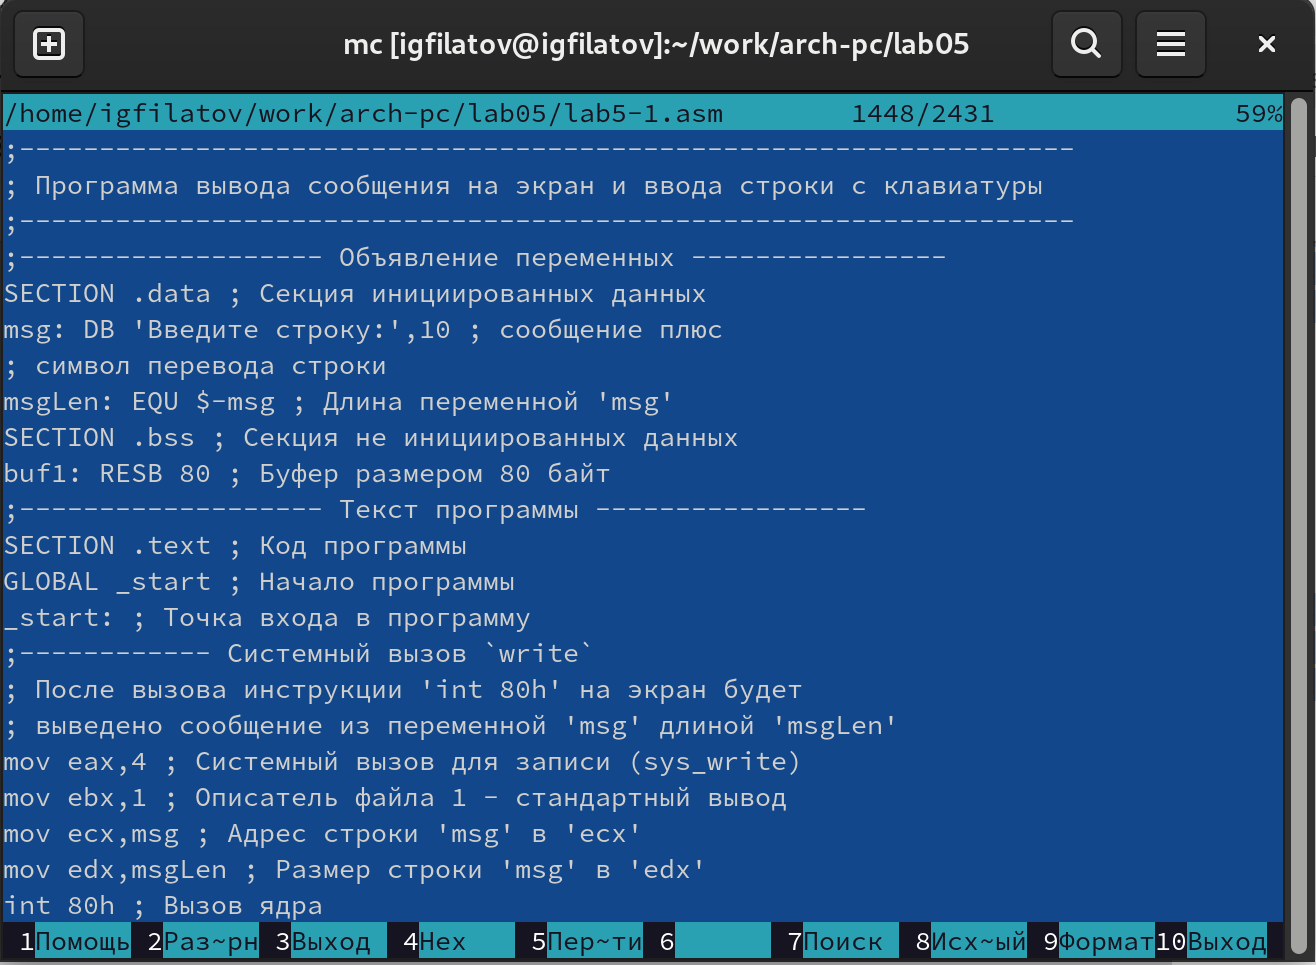 mc [igfilatov@igfilatov]:~/work/arch-pc/lab05
/home/igfilatov/work/arch-pc/lab05/lab5-1.asm 1448/2431 59%
;------------------------------------------------------------------
; Программа вывода сообщения на экран и ввода строки с клавиатуры
;------------------------------------------------------------------
;------------------- Объявление переменных ----------------
SECTION .data ; Секция инициированных данных
msg: DB 'Введите строку:',10 ; сообщение плюс
; символ перевода строки
msgLen: EQU $-msg ; Длина переменной 'msg'
SECTION .bss ; Секция не инициированных данных
buf1: RESB 80 ; Буфер размером 80 байт
;------------------- Текст программы -----------------
SECTION .text ; Код программы
GLOBAL _start ; Начало программы
_start: ; Точка входа в программу
;------------ Системный вызов `write`
; После вызова инструкции 'int 80h' на экран будет
; выведено сообщение из переменной 'msg' длиной 'msgLen'
mov eax,4 ; Системный вызов для записи (sys_write)
mov ebx,1 ; Описатель файла 1 - стандартный вывод
mov ecx,msg ; Адрес строки 'msg' в 'ecx'
mov edx,msgLen ; Размер строки 'msg' в 'edx'
int 80h ; Вызов ядра
1Помощь 2Раз~рн 3Выход 4Hex 5Пер~ти 6 7Поиск 8Исх~ый 9Формат 10Выход